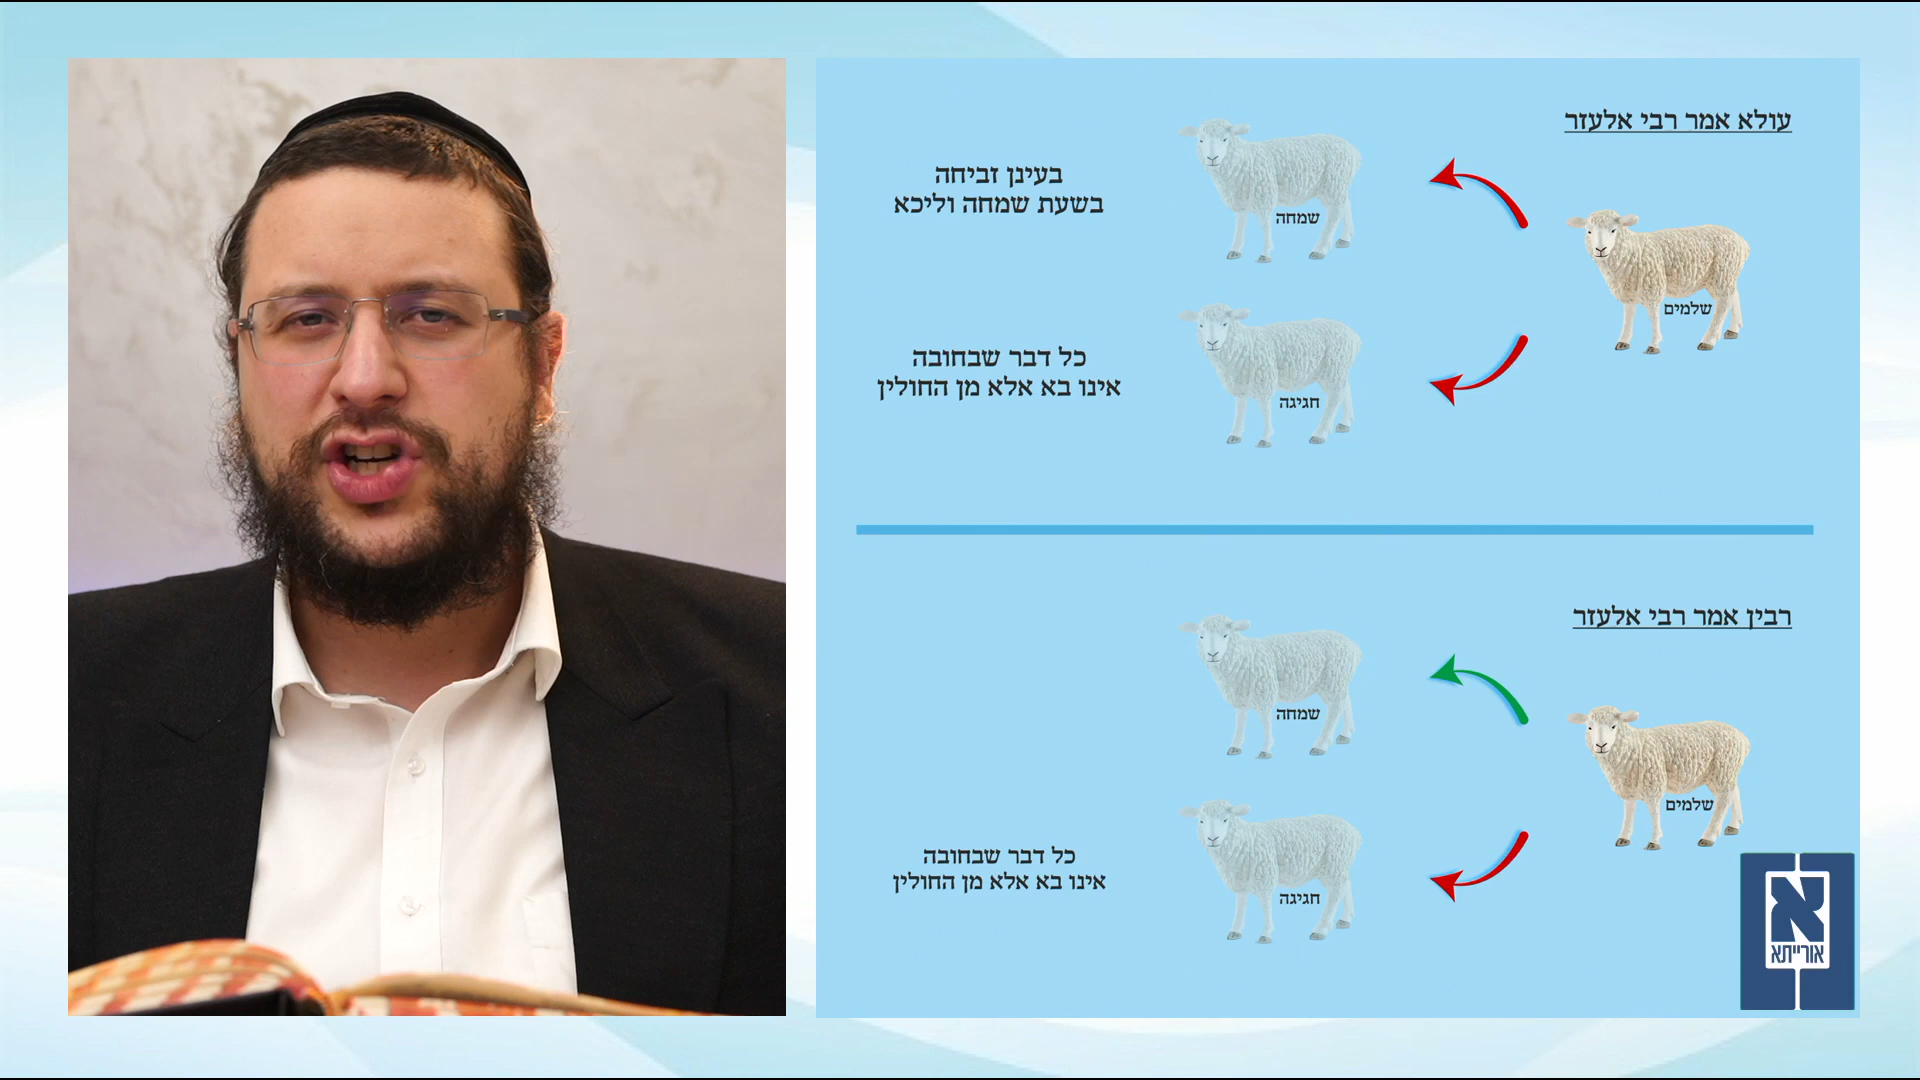 עולא אמר רבי אלעזר
שלמים
שמחה
בעינן זביחה
בשעת שמחה וליכא
חגיגה
כל דבר שבחובה
אינו בא אלא מן החולין
רבין אמר רבי אלעזר
שלמים
שמחה
חגיגה
כל דבר שבחובה
אינו בא אלא מן החולין
א
אורייתא